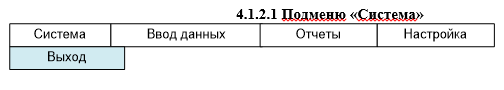 4.1.2.1 Подменю «Система»
Система Ввод данных Отчеты Настройка
Выход